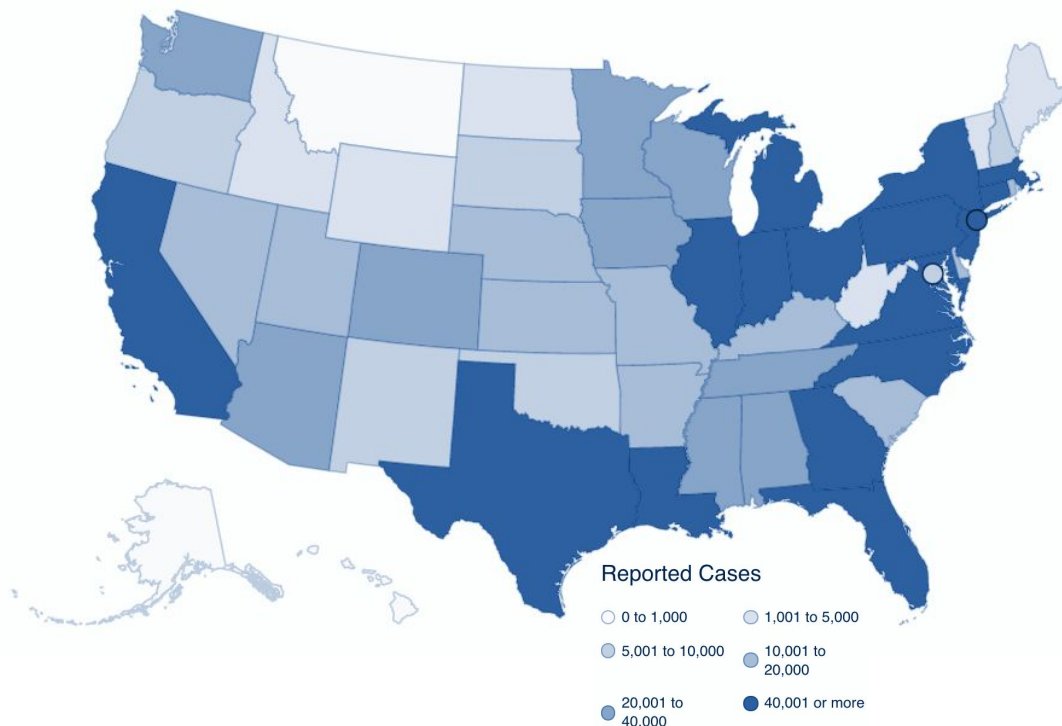 Reported Cases
0 to 1,000
1,001 to 5,000
5,001 to 10,000
10,001 to
20,000
20,001 to
40,000
40,001 or more